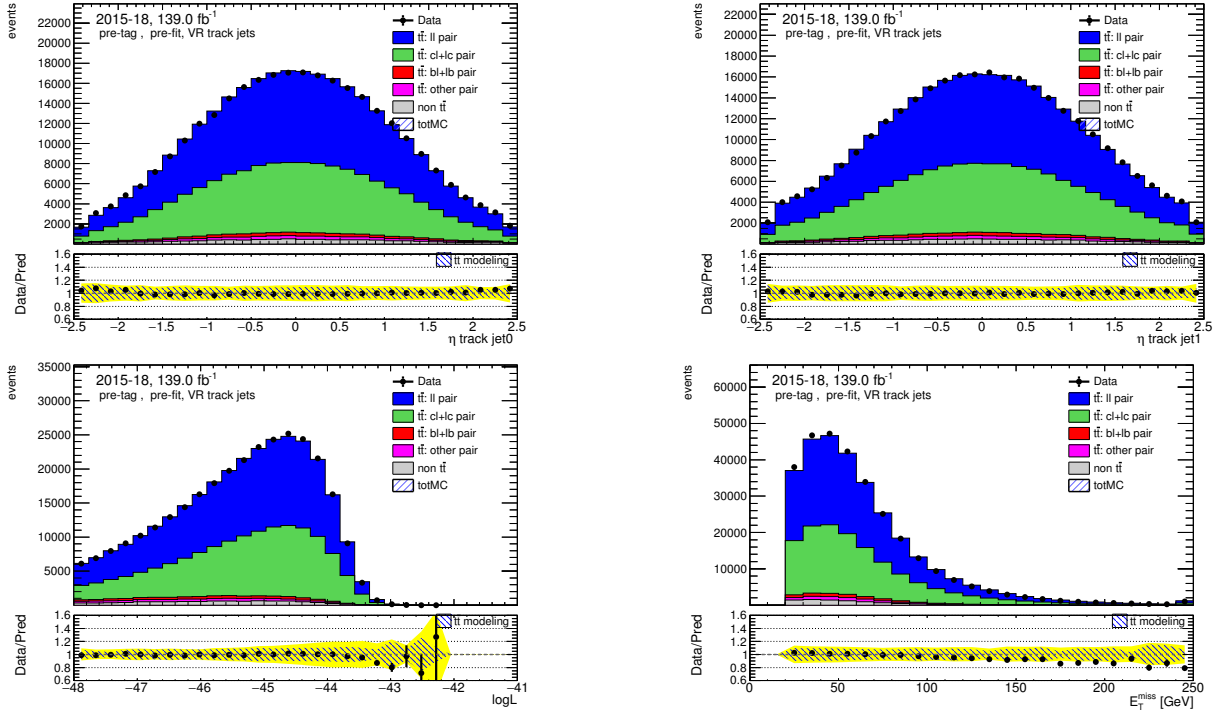 events
24000
22000
20000
18000
16000
14000
12000
10000
8000
6000
4000
2000
2015-18, 139.0 fb⁻¹
pre-tag , pre-fit, VR track jets
Data
tt̄: ll pair
tt̄: cl+lc pair
tt̄: bl+lb pair
tt̄: other pair
non tt̄
totMC
Data/Pred
1.6
1.4
1.2
1
0.8
0.6
tt modeling
−2.5 −2 −1.5 −1 −0.5 0 0.5 1 1.5 2 2.5
η track jet0
events
22000
20000
18000
16000
14000
12000
10000
8000
6000
4000
2000
2015-18, 139.0 fb⁻¹
pre-tag , pre-fit, VR track jets
Data
tt̄: ll pair
tt̄: cl+lc pair
tt̄: bl+lb pair
tt̄: other pair
non tt̄
totMC
Data/Pred
1.6
1.4
1.2
1
0.8
0.6
tt modeling
−2.5 −2 −1.5 −1 −0.5 0 0.5 1 1.5 2 2.5
η track jet1
events
35000
30000
25000
20000
15000
10000
5000
2015-18, 139.0 fb⁻¹
pre-tag , pre-fit, VR track jets
Data
tt̄: ll pair
tt̄: cl+lc pair
tt̄: bl+lb pair
tt̄: other pair
non tt̄
totMC
Data/Pred
1.6
1.4
1.2
1
0.8
0.6
tt modeling
−48 −47 −46 −45 −44 −43 −42 −41
logL
events
60000
50000
40000
30000
20000
10000
2015-18, 139.0 fb⁻¹
pre-tag , pre-fit, VR track jets
Data
tt̄: ll pair
tt̄: cl+lc pair
tt̄: bl+lb pair
tt̄: other pair
non tt̄
totMC
Data/Pred
1.6
1.4
1.2
1
0.8
0.6
tt modeling
0 50 100 150 200 250
E_T^miss [GeV]